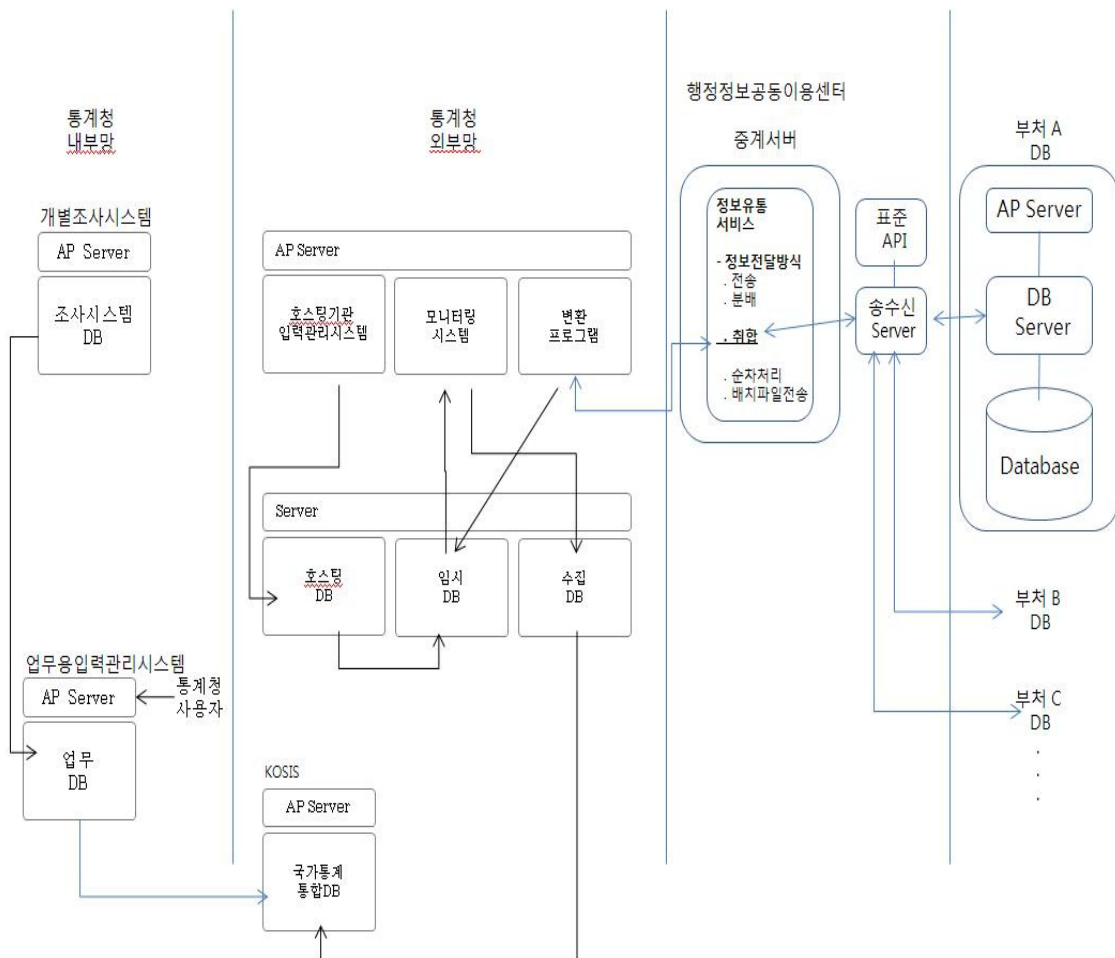 통계청
내부망
개별조사시스템
AP Server
조사시스템
DB
업무용입력관리시스템
AP Server
통계청
사용자
업무
DB
통계청
외부망
AP Server
호스팅기관
입력관리시스템
모니터링
시스템
변환
프로그램
Server
호스팅
DB
임시
DB
수집
DB
KOSIS
AP Server
국가통계
통합DB
행정정보공동이용센터
중계서버
정보유통
서비스
- 정보전달방식
. 전송
. 분배
. 취합
. 순차처리
. 배치파일전송
표준
API
송수신
Server
부처 A
DB
AP Server
DB
Server
Database
부처 B
DB
부처 C
DB
.
.
.